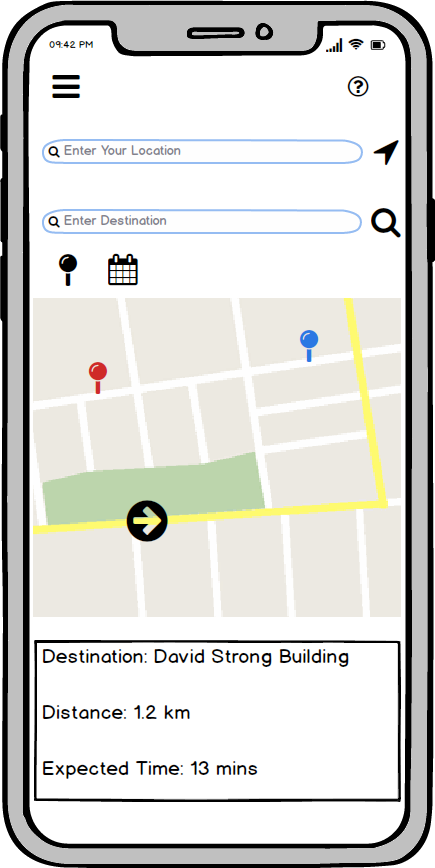 09:42 PM
Enter Your Location
Enter Destination
Destination: David Strong Building
Distance: 1.2 km
Expected Time: 13 mins